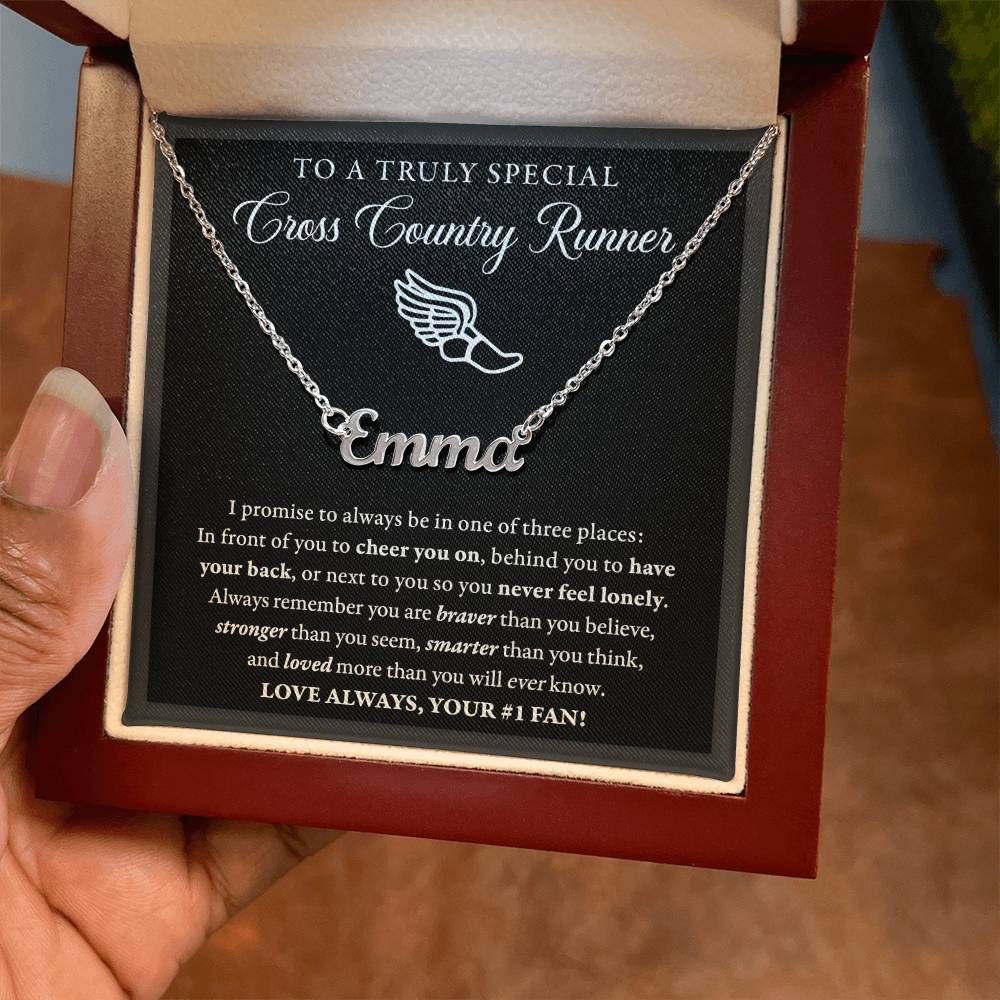 TO A TRULY SPECIAL
Cross Country Runner
Emma
I promise to always be in one of three places:
In front of you to cheer you on, behind you to have
your back, or next to you so you never feel lonely.
Always remember you are braver than you believe,
stronger than you seem, smarter than you think,
and loved more than you will ever know.
LOVE ALWAYS, YOUR #1 FAN!